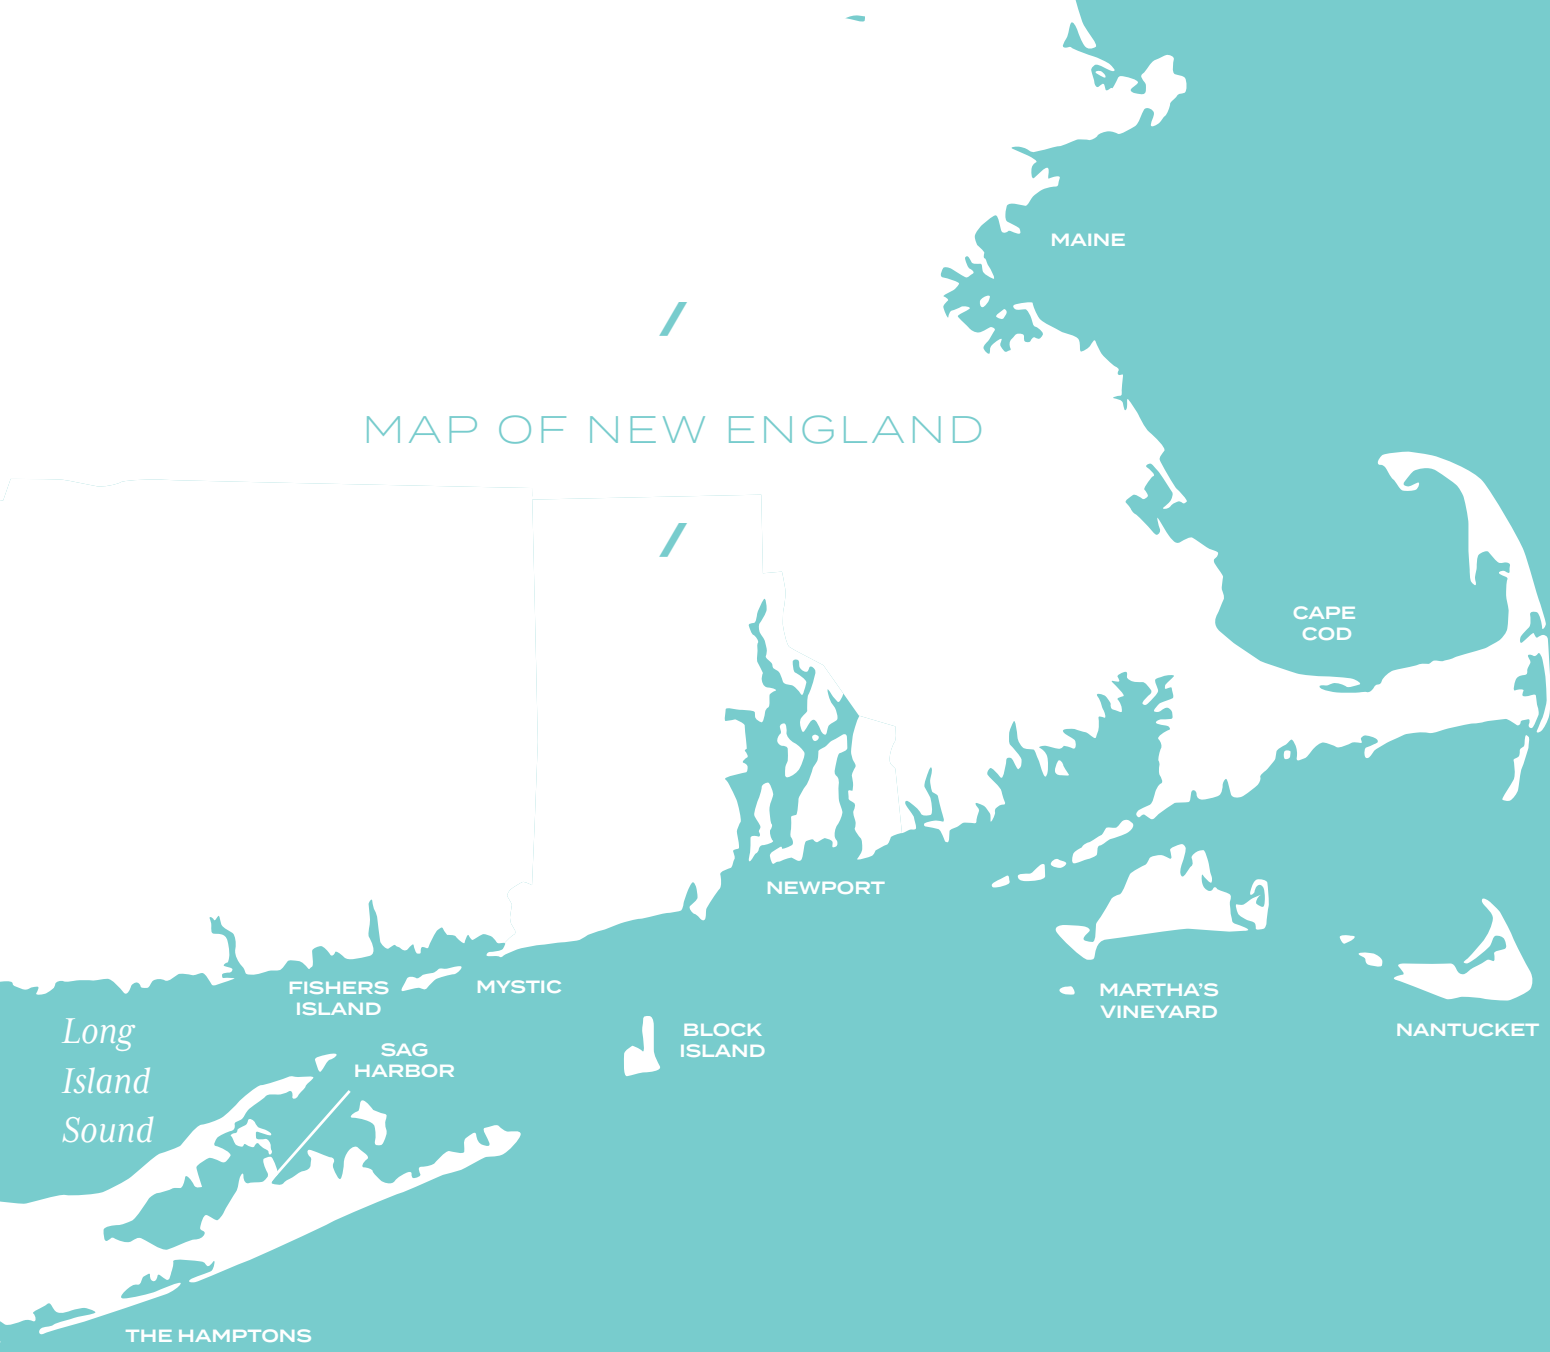 MAINE
MAP OF NEW ENGLAND
CAPE
COD
NEWPORT
FISHERS
ISLAND
MYSTIC
MARTHA’S
VINEYARD
Long
Island
Sound
BLOCK
ISLAND
NANTUCKET
SAG
HARBOR
THE HAMPTONS